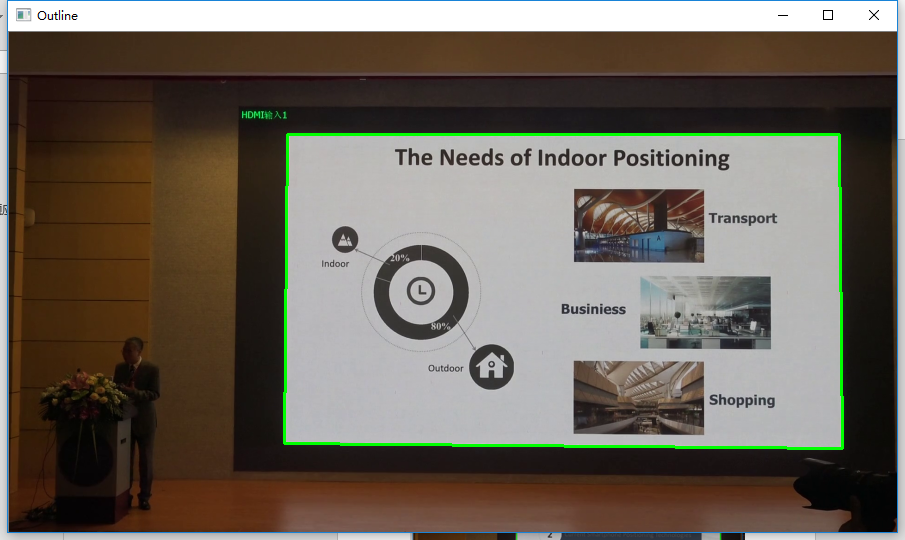 Outline
HDMI输入1
The Needs of Indoor Positioning
Transport
20%
Indoor
Businiess
80%
Outdoor
Shopping
2